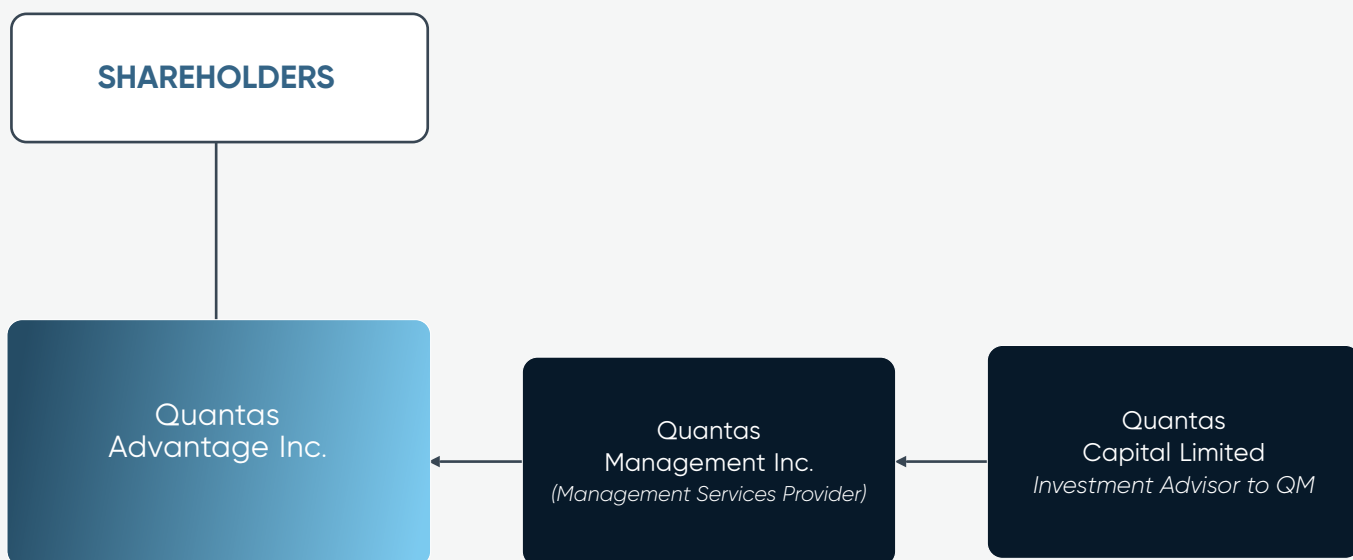 SHAREHOLDERS
Quantas
Advantage Inc.
Quantas
Management Inc.
(Management Services Provider)
Quantas
Capital Limited
Investment Advisor to QM